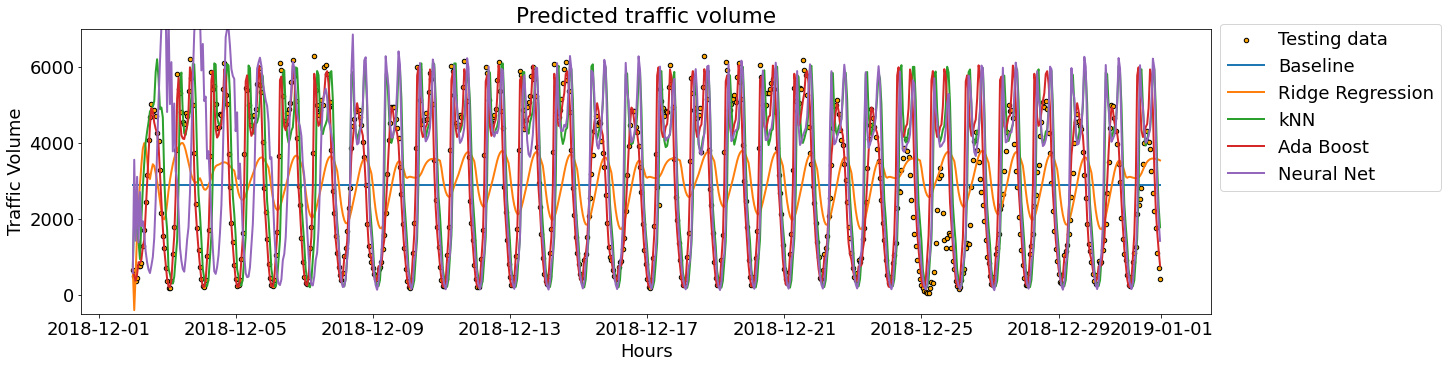 Predicted traffic volume
Traffic Volume
6000
4000
2000
0
2018-12-01
2018-12-05
2018-12-09
2018-12-13
2018-12-17
2018-12-21
2018-12-25
2018-12-29
2019-01-01
Hours
Testing data
Baseline
Ridge Regression
kNN
Ada Boost
Neural Net